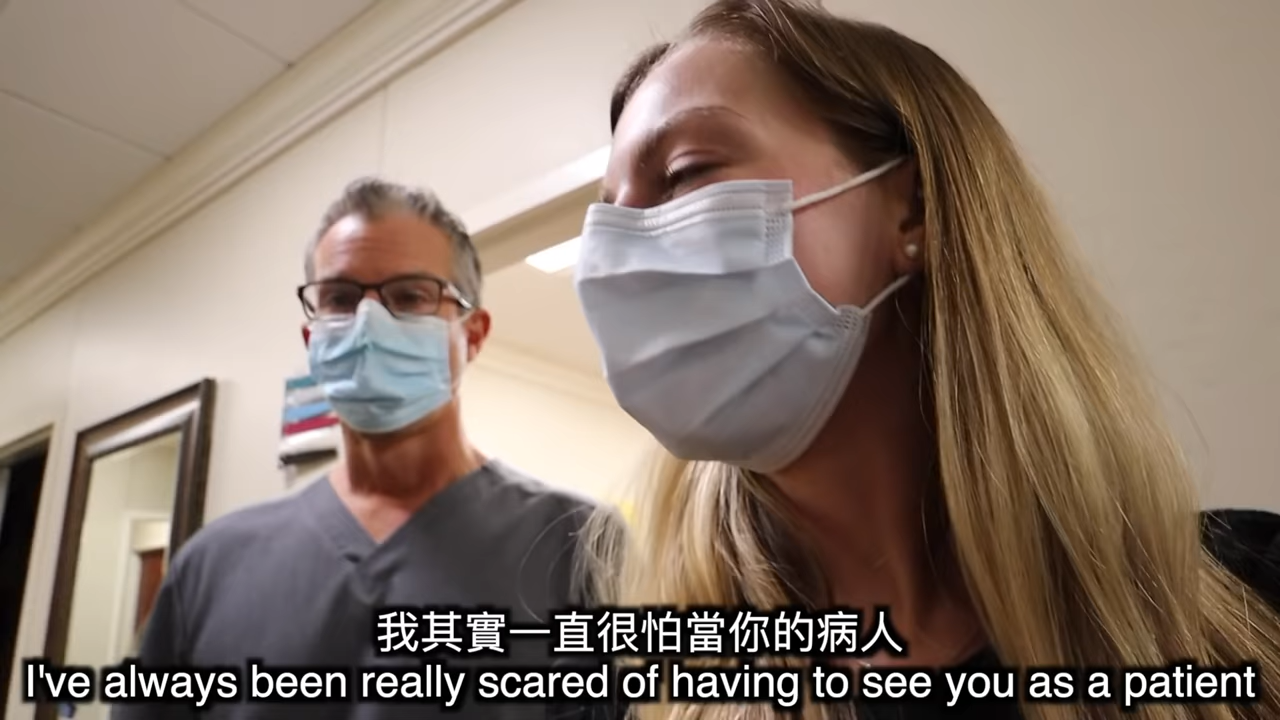 我其實一直很怕當你的病人
I've always been really scared of having to see you as a patient